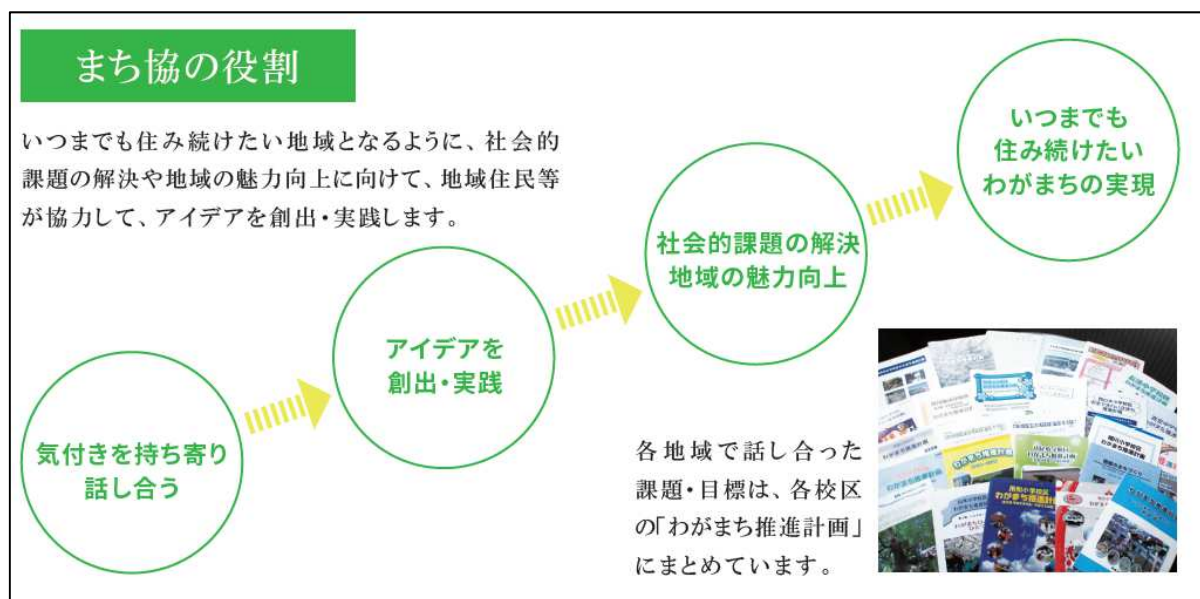 まち協の役割
いつまでも住み続けたい地域となるように、社会的
課題の解決や地域の魅力向上に向けて、地域住民等
が協力して、アイデアを創出・実践します。
気付きを持ち寄り
話し合う
アイデアを
創出・実践
社会的課題の解決
地域の魅力向上
いつまでも
住み続けたい
わがまちの実現
各地域で話し合った
課題・目標は、各校区
の「わがまち推進計画」
にまとめています。
わがまち推進計画